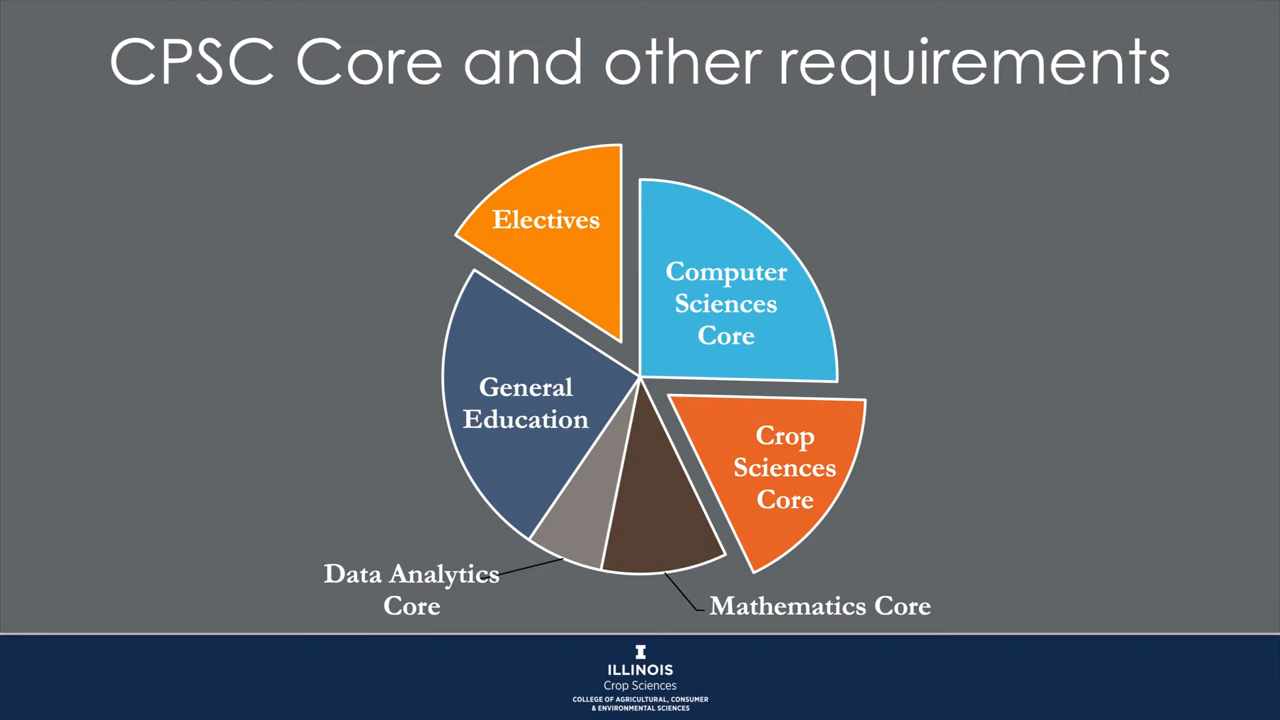 CPSC Core and other requirements
Electives
Computer
Sciences
Core
General
Education
Crop
Sciences
Core
Data Analytics
Core
Mathematics Core
I
ILLINOIS
Crop Sciences
COLLEGE OF AGRICULTURAL, CONSUMER
& ENVIRONMENTAL SCIENCES